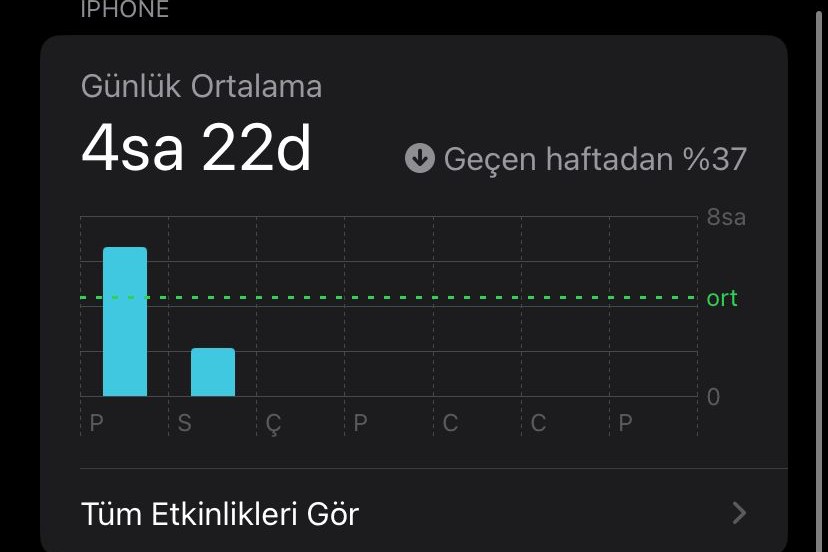 IPHONE
Günlük Ortalama
4sa 22d
Geçen haftadan %37
8sa
ort
0
P S Ç P C C P
Tüm Etkinlikleri Gör